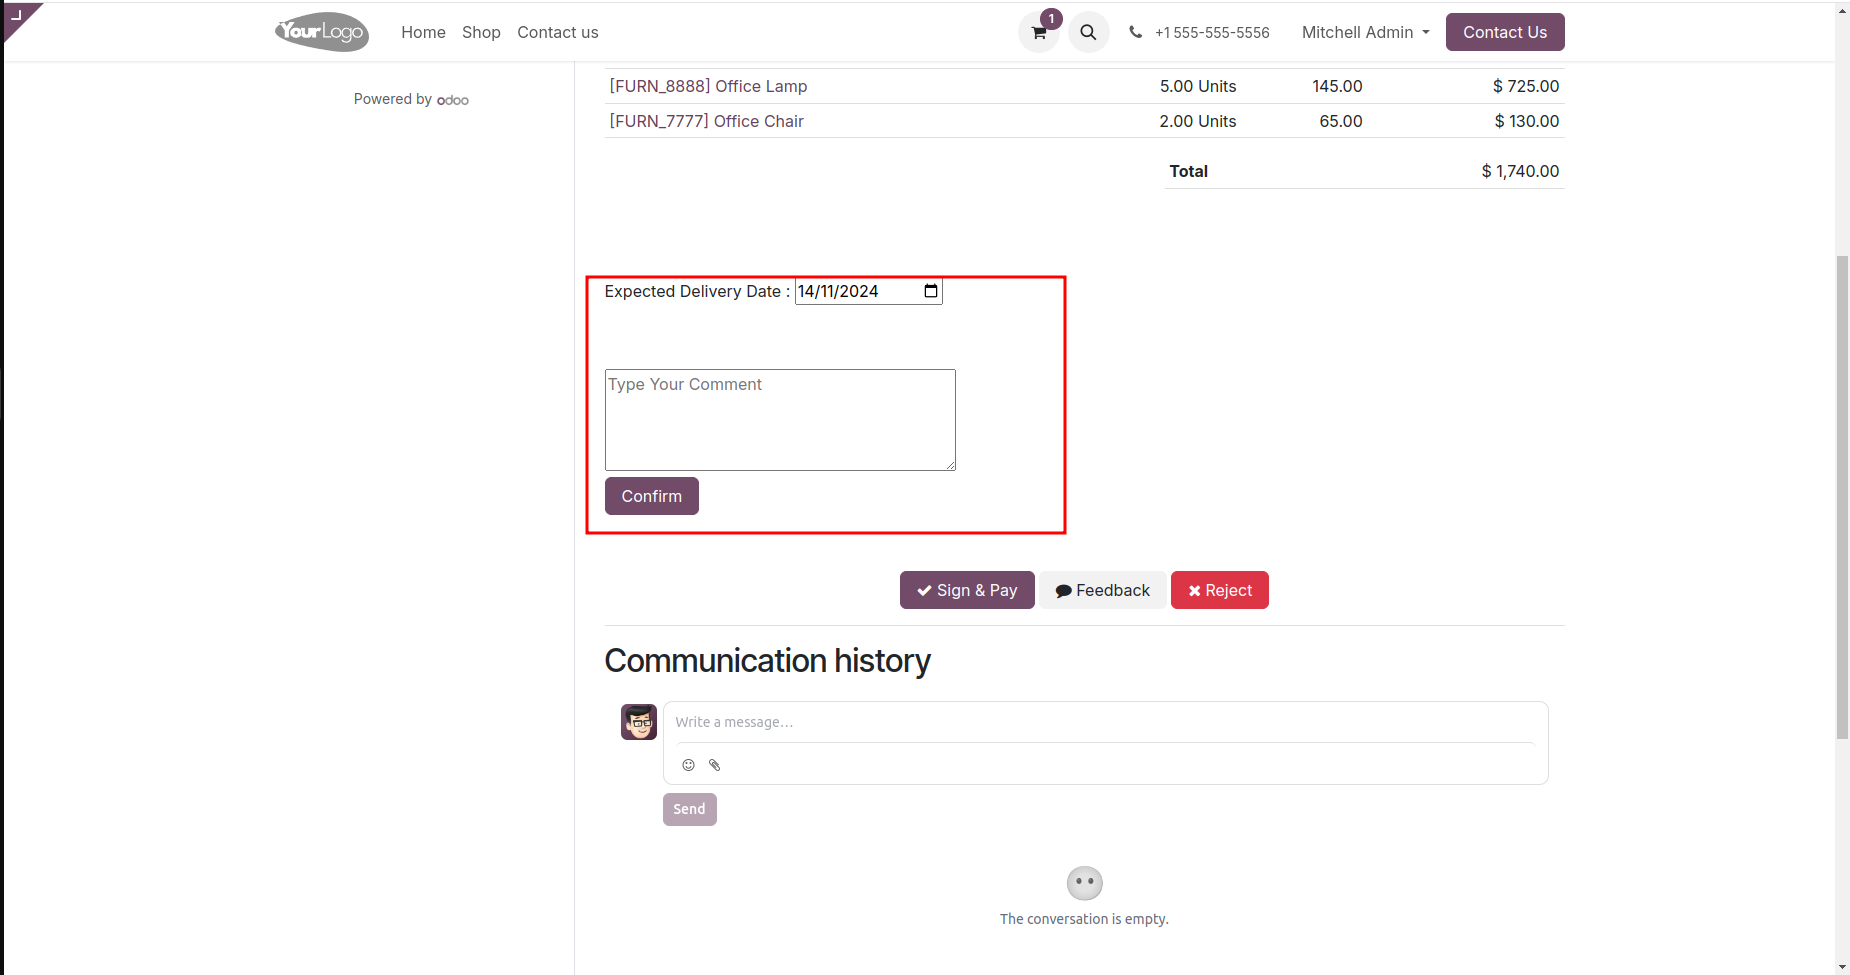 YourLogo Home Shop Contact us 1 +1 555-555-5556 Mitchell Admin Contact Us
Powered by odoo
[FURN_8888] Office Lamp 5.00 Units 145.00 $ 725.00
[FURN_7777] Office Chair 2.00 Units 65.00 $ 130.00
Total $ 1,740.00
Expected Delivery Date : 14/11/2024
Type Your Comment
Confirm
Sign & Pay Feedback Reject
Communication history
Write a message...
Send
The conversation is empty.